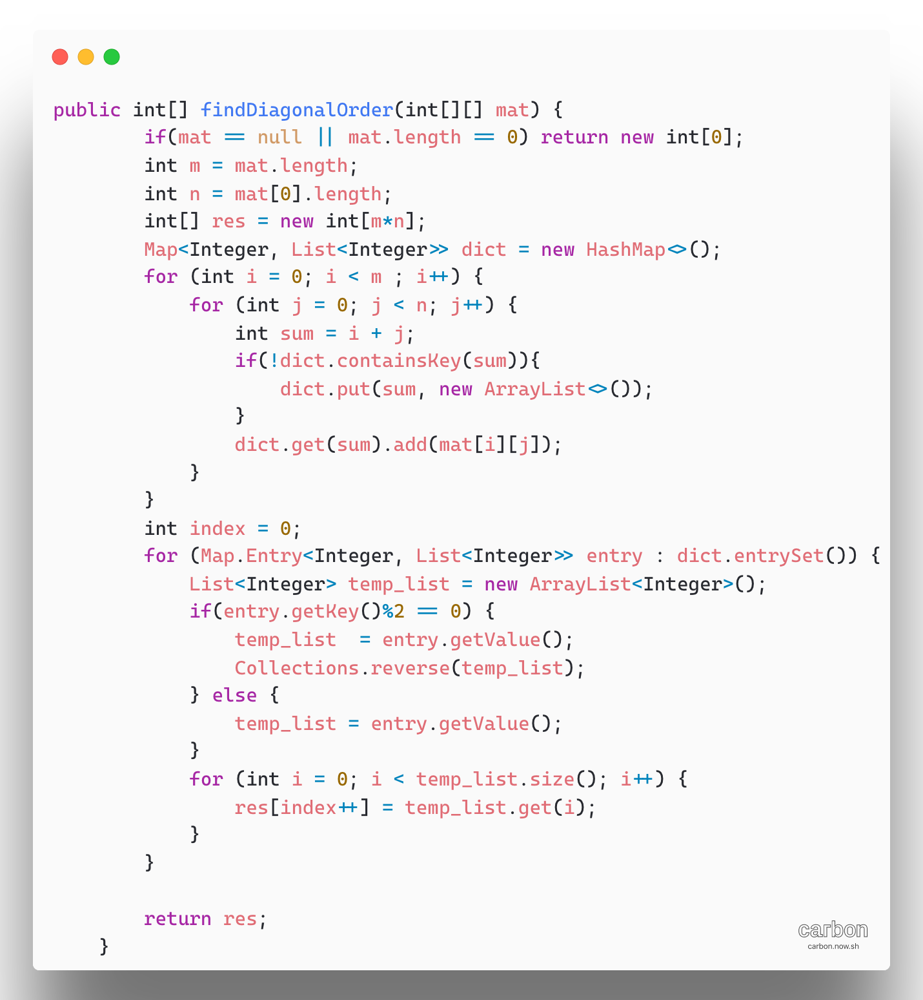 public int[] findDiagonalOrder(int[][] mat) {
        if(mat == null || mat.length == 0) return new int[0];
        int m = mat.length;
        int n = mat[0].length;
        int[] res = new int[m*n];
        Map<Integer, List<Integer>> dict = new HashMap<>();
        for (int i = 0; i < m ; i++) {
            for (int j = 0; j < n; j++) {
                int sum = i + j;
                if(!dict.containsKey(sum)){
                    dict.put(sum, new ArrayList<>());
                }
                dict.get(sum).add(mat[i][j]);
            }
        }
        int index = 0;
        for (Map.Entry<Integer, List<Integer>> entry : dict.entrySet()) {
            List<Integer> temp_list = new ArrayList<Integer>();
            if(entry.getKey()%2 == 0) {
                temp_list  = entry.getValue();
                Collections.reverse(temp_list);
            } else {
                temp_list = entry.getValue();
            }
            for (int i = 0; i < temp_list.size(); i++) {
                res[index++] = temp_list.get(i);
            }
        }
        return res;
    }
carbon
carbon.now.sh